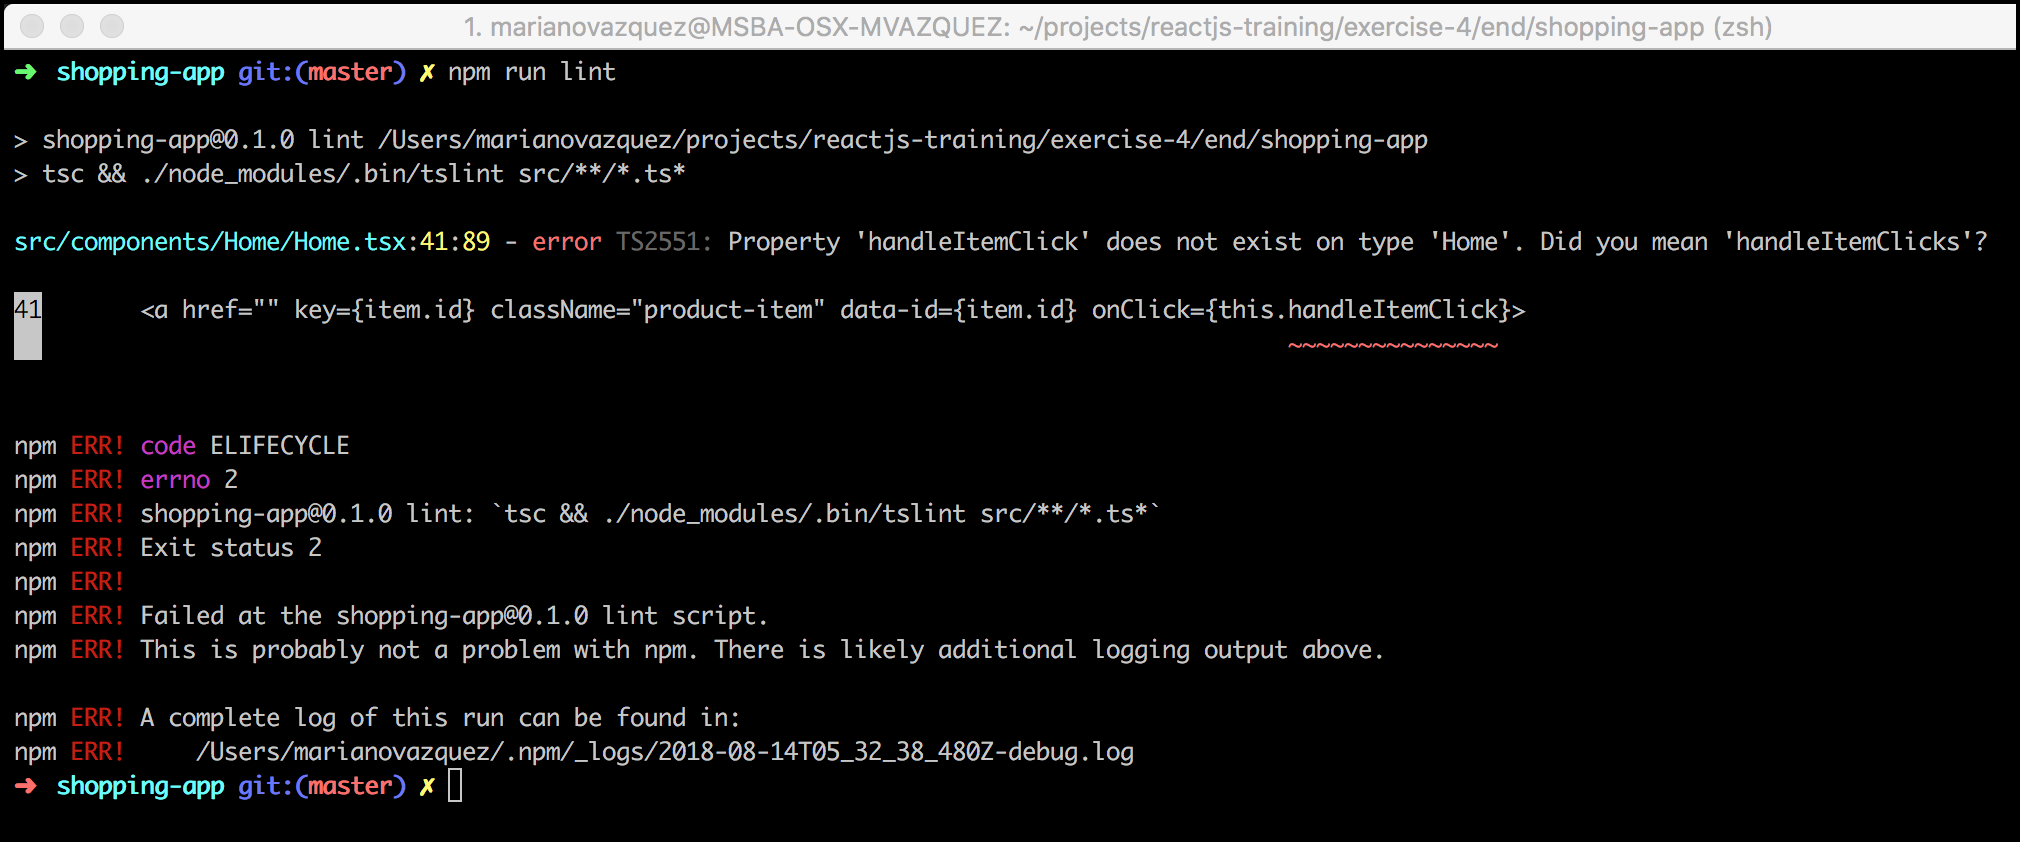 1. marianovazquez@MSBA-OSX-MVAZQUEZ: ~/projects/reactjs-training/exercise-4/end/shopping-app (zsh)
➜ shopping-app git:(master) ✗ npm run lint
> shopping-app@0.1.0 lint /Users/marianovazquez/projects/reactjs-training/exercise-4/end/shopping-app
> tsc && ./node_modules/.bin/tslint src/**/*.ts*
src/components/Home/Home.tsx:41:89 - error TS2551: Property 'handleItemClick' does not exist on type 'Home'. Did you mean 'handleItemClicks'?
41       <a href="" key={item.id} className="product-item" data-id={item.id} onClick={this.handleItemClick}>
~~~~~~~~~~~~~~~
npm ERR! code ELIFECYCLE
npm ERR! errno 2
npm ERR! shopping-app@0.1.0 lint: `tsc && ./node_modules/.bin/tslint src/**/*.ts*`
npm ERR! Exit status 2
npm ERR!
npm ERR! Failed at the shopping-app@0.1.0 lint script.
npm ERR! This is probably not a problem with npm. There is likely additional logging output above.
npm ERR! A complete log of this run can be found in:
npm ERR!     /Users/marianovazquez/.npm/_logs/2018-08-14T05_32_38_480Z-debug.log
➜ shopping-app git:(master) ✗